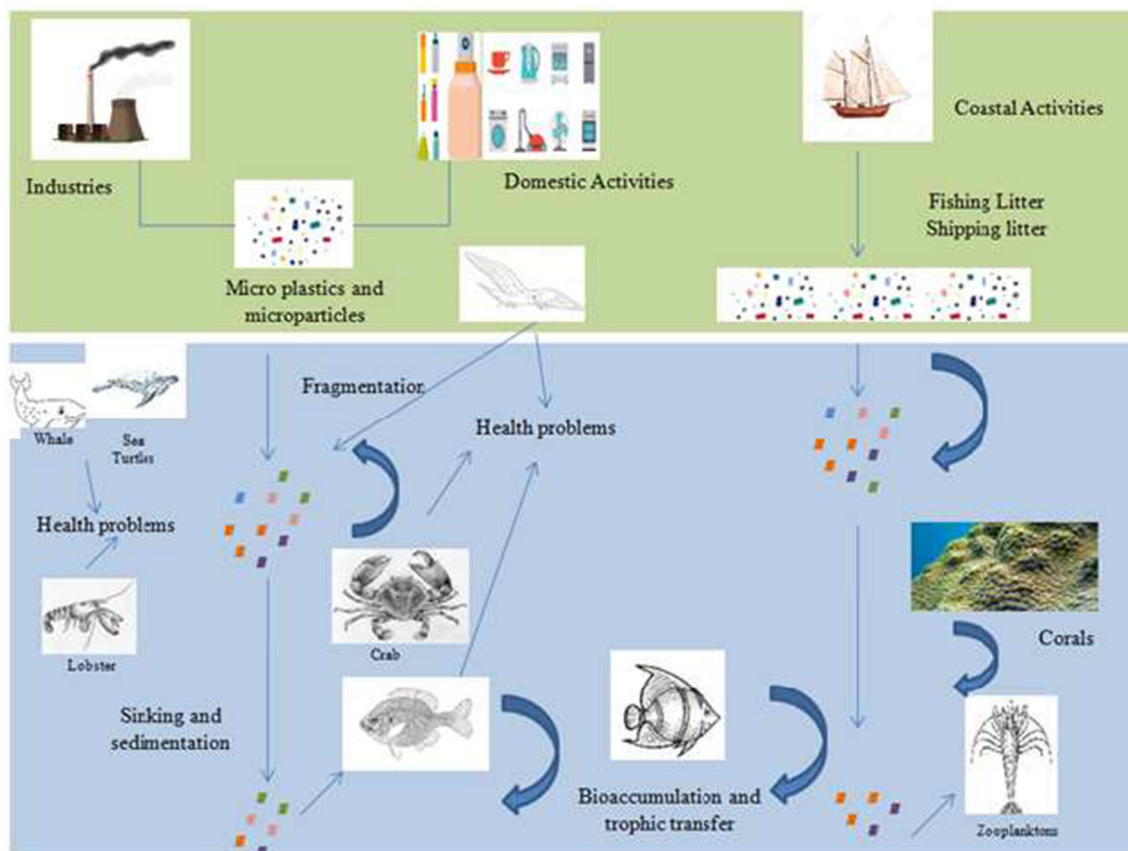 Industries
Domestic Activities
Coastal Activities
Fishing Litter
Shipping litter
Micro plastics and
microparticles
Fragmentation
Health problems
Whale
Sea
Turtles
Health problems
Lobster
Crab
Corals
Sinking and
sedimentation
Bioaccumulation and
trophic transfer
Zooplanktons